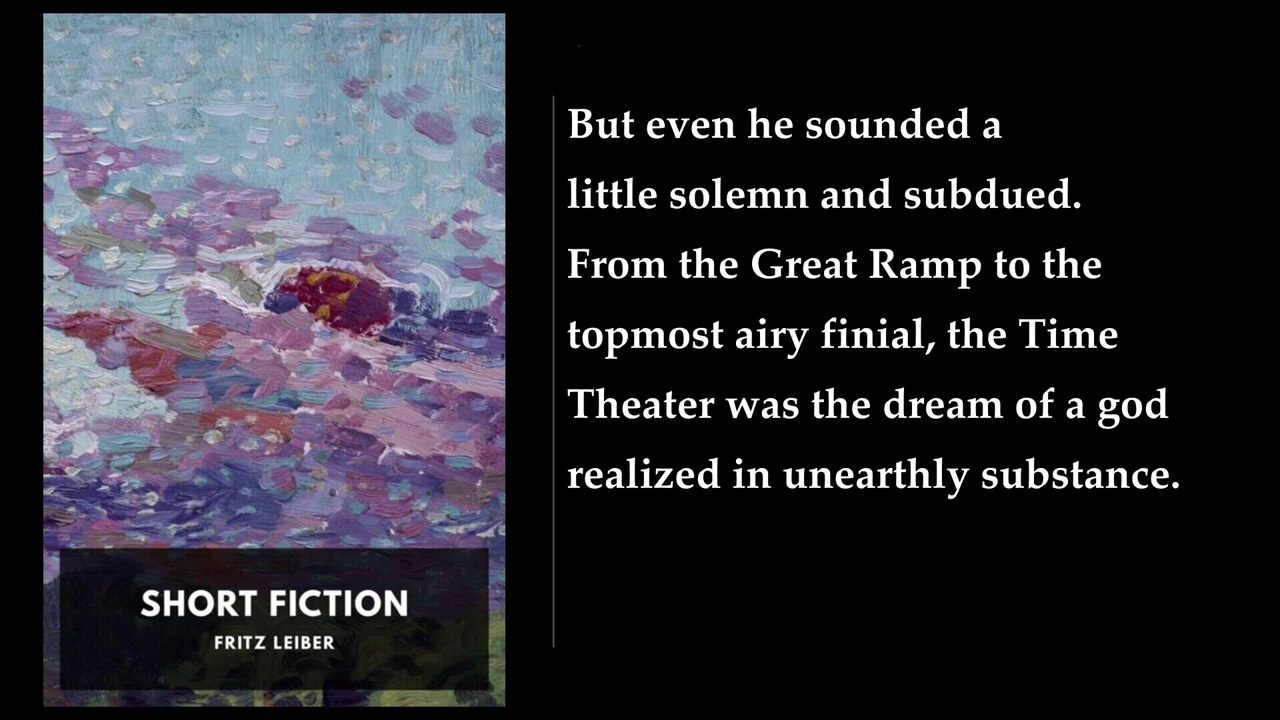 But even he sounded a
little solemn and subdued.
From the Great Ramp to the
topmost airy finial, the Time
Theater was the dream of a god
realized in unearthly substance.
SHORT FICTION
FRITZ LEIBER